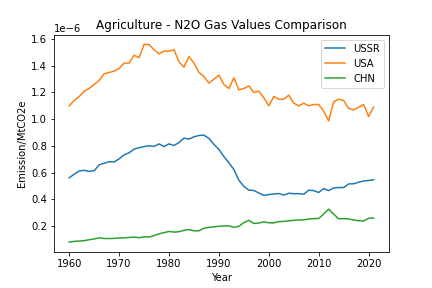 Agriculture - N2O Gas Values Comparison
1e−6
1.6
1.4
1.2
1.0
0.8
0.6
0.4
0.2
Emission/MtCO2e
USSR
USA
CHN
1960 1970 1980 1990 2000 2010 2020
Year